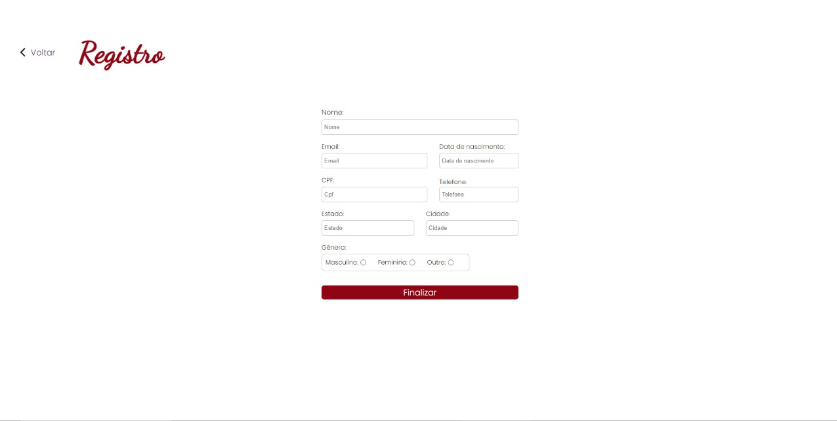 Voltar Registro
Nome:
Nome
Email: Data de nascimento:
Email Data de nascimento
CPF: Telefone:
Cpf Telefone
Estado: Cidade:
Estado Cidade
Gênero:
Masculino: Feminino: Outro:
Finalizar